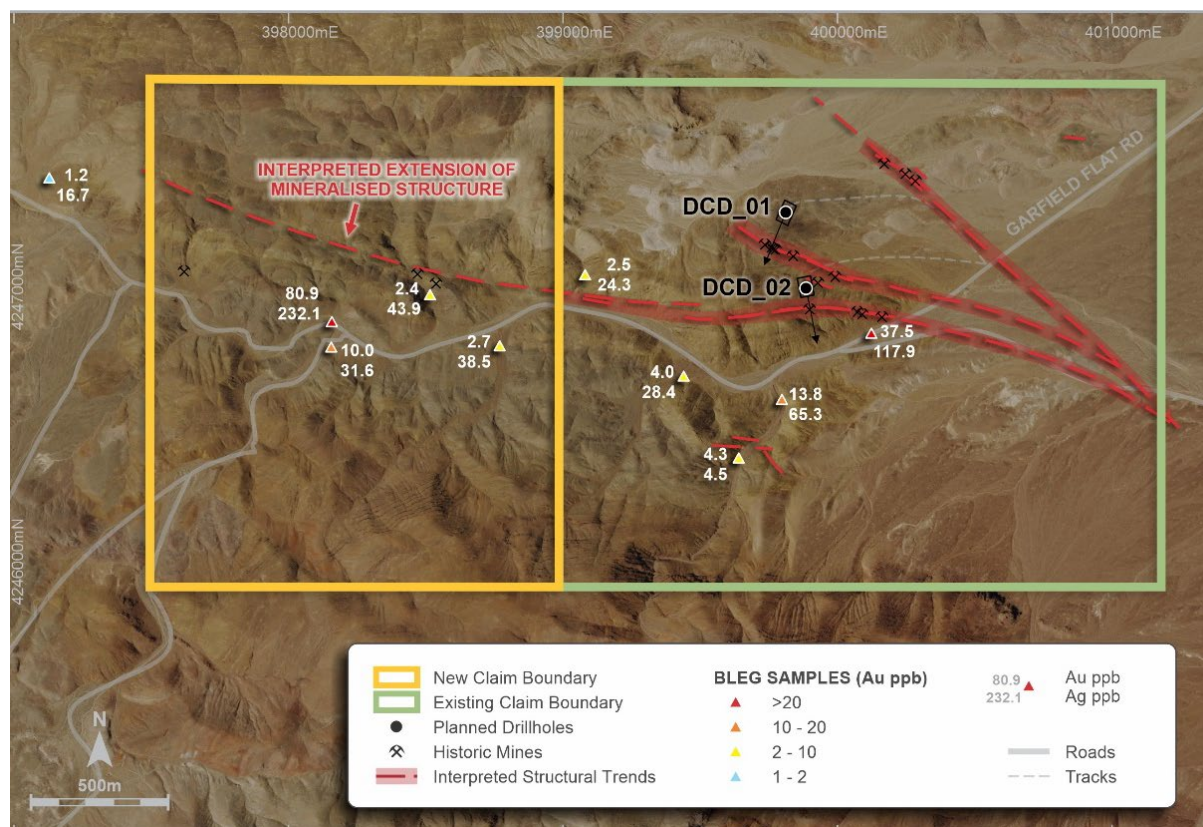 398000mE
399000mE
400000mE
401000mE
4247000mN
4246000mN
INTERPRETED EXTENSION OF
MINERALISED STRUCTURE
GARFIELD FLAT RD
DCD_01
DCD_02
1.2
16.7
80.9
232.1
2.4
43.9
2.5
24.3
10.0
31.6
2.7
38.5
37.5
117.9
4.0
28.4
13.8
65.3
4.3
4.5
N
500m
New Claim Boundary
Existing Claim Boundary
Planned Drillholes
Historic Mines
Interpreted Structural Trends
BLEG SAMPLES (Au ppb)
>20
10 - 20
2 - 10
1 - 2
80.9
232.1
Au ppb
Ag ppb
Roads
Tracks